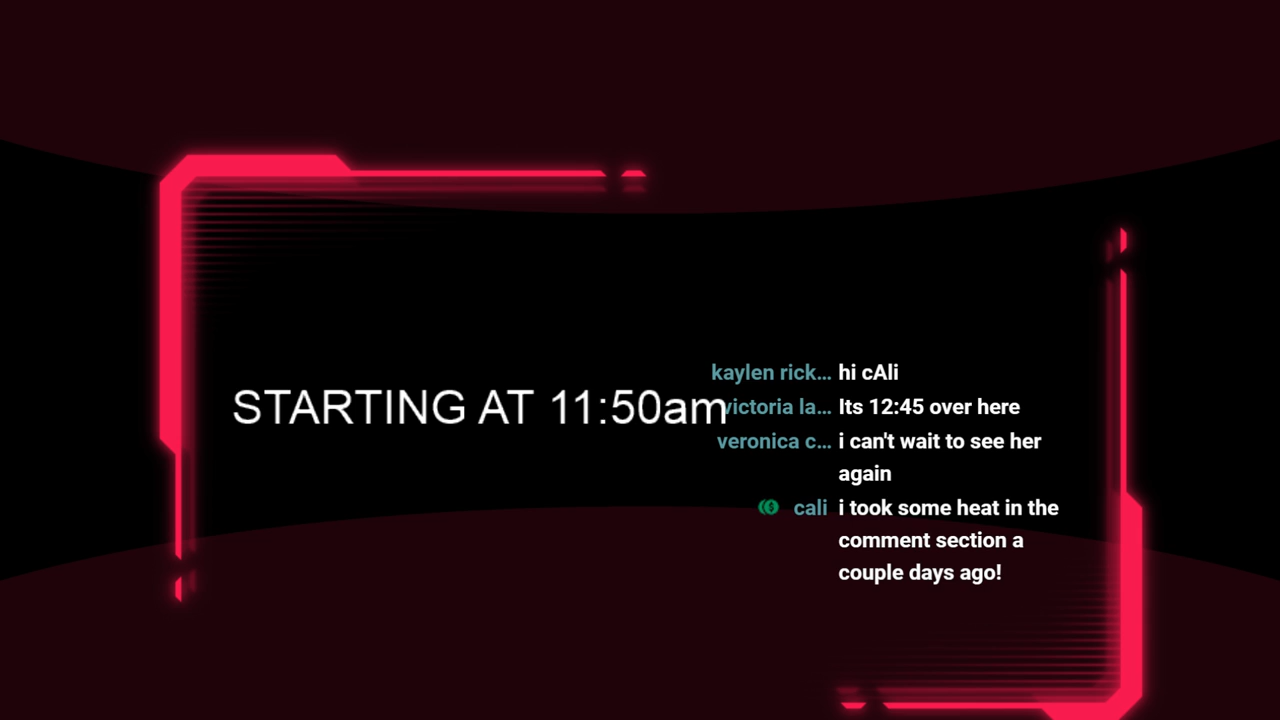 STARTING AT 11:50am
kaylen rick... hi cAli
victoria la... Its 12:45 over here
veronica c... i can't wait to see her
again
cali i took some heat in the
comment section a
couple days ago!